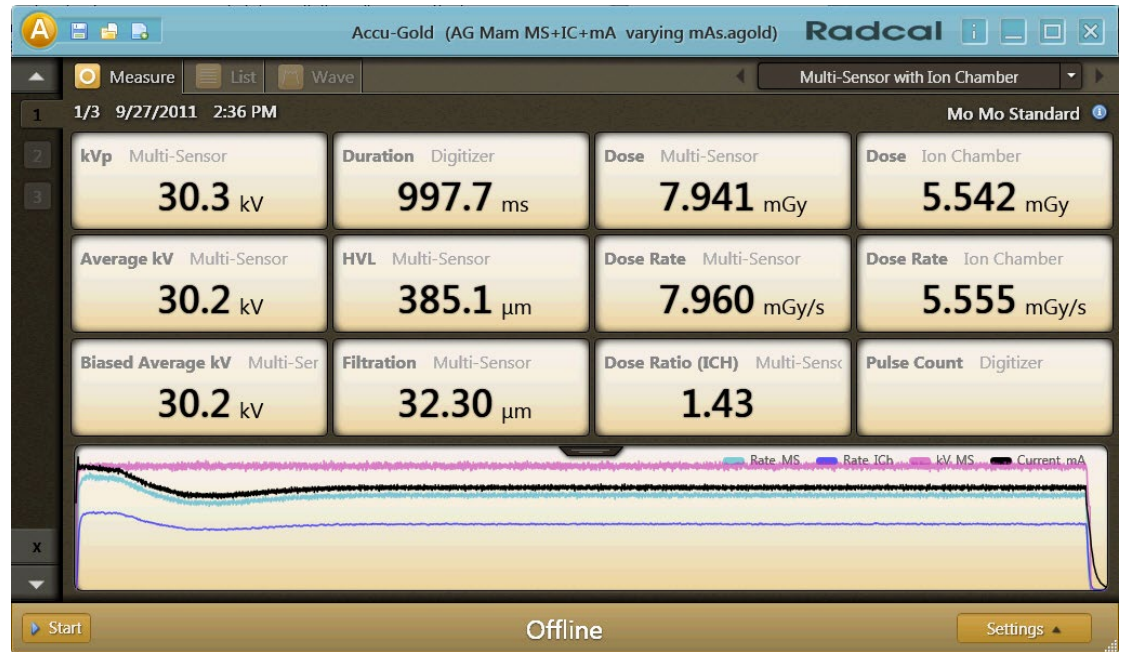 A Accu-Gold (AG Mam MS+IC+mA varying mAs.agold) Radcal i
Measure List Wave Multi-Sensor with Ion Chamber
1 1/3 9/27/2011 2:36 PM Mo Mo Standard i
2
3
kVp Multi-Sensor Duration Digitizer Dose Multi-Sensor Dose Ion Chamber
30.3 kV 997.7 ms 7.941 mGy 5.542 mGy
Average kV Multi-Sensor HVL Multi-Sensor Dose Rate Multi-Sensor Dose Rate Ion Chamber
30.2 kV 385.1 µm 7.960 mGy/s 5.555 mGy/s
Biased Average kV Multi-Ser Filtration Multi-Sensor Dose Ratio (ICH) Multi-Sensc Pulse Count Digitizer
30.2 kV 32.30 µm 1.43
Rate MS Rate ICh kV MS Current mA
x
Start Offline Settings